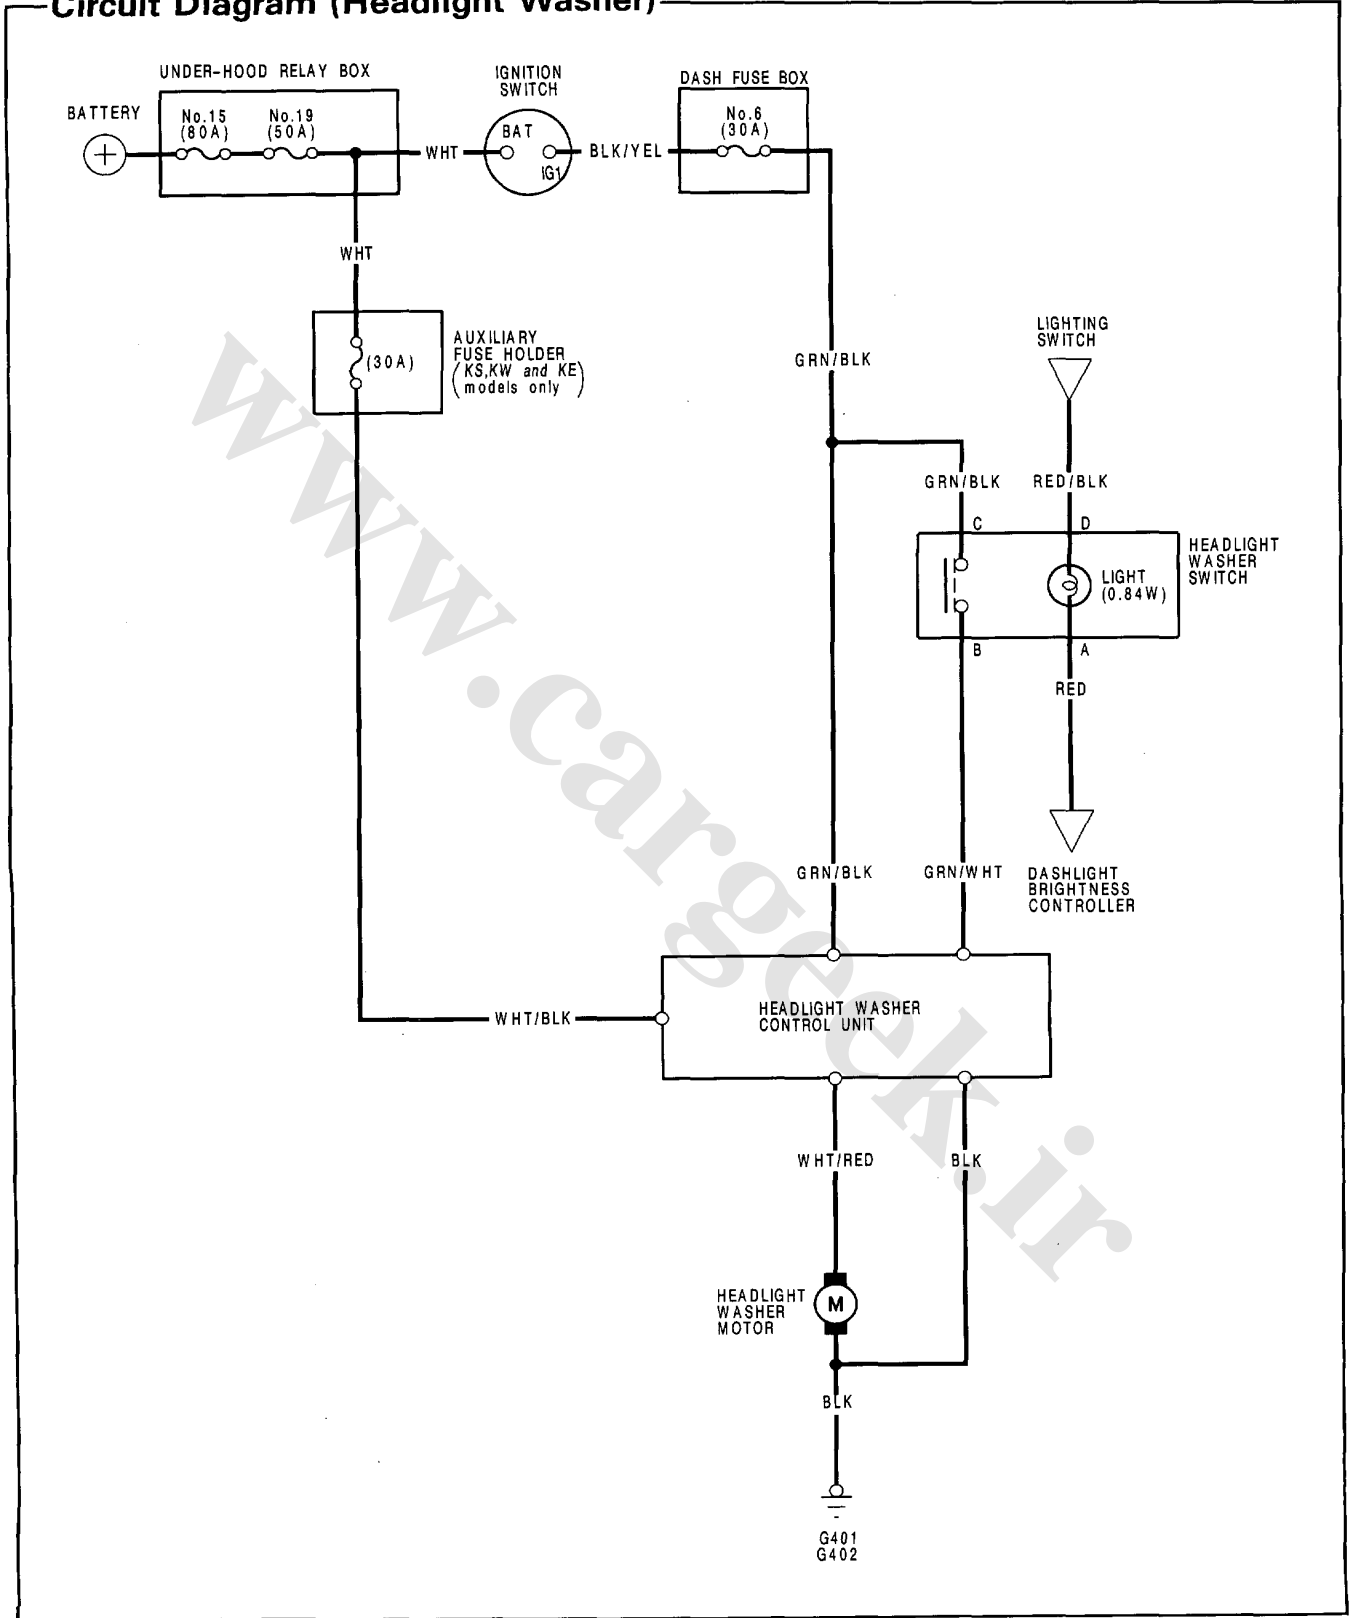 Circuit Diagram (Headlight Washer)
UNDER-HOOD RELAY BOX
IGNITION
SWITCH
DASH FUSE BOX
BATTERY
No.15
(80A)
No.19
(50A)
No.6
(30A)
BAT
IG1
WHT
BLK/YEL
WHT
AUXILIARY
FUSE HOLDER
(KS,KW and KE
models only)
(30A)
GRN/BLK
LIGHTING
SWITCH
GRN/BLK
RED/BLK
C
D
HEADLIGHT
WASHER
SWITCH
LIGHT
(0.84W)
B
A
RED
GRN/BLK
GRN/WHT
DASHLIGHT
BRIGHTNESS
CONTROLLER
HEADLIGHT WASHER
CONTROL UNIT
WHT/BLK
WHT/RED
BLK
HEADLIGHT
WASHER
MOTOR
M
BLK
G401
G402
www.cargeek.ir